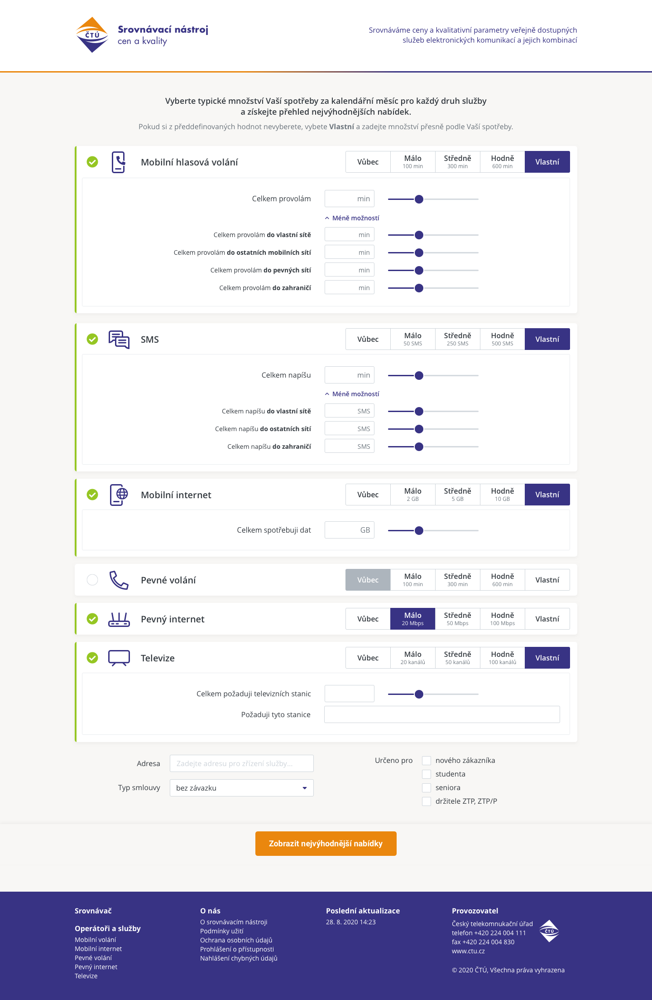 ČTÚ
Srovnávací nástroj
cen a kvality
Srovnáváme ceny a kvalitativní parametry veřejně dostupných
služeb elektronických komunikací a jejich kombinací
Vyberte typické množství Vaší spotřeby za kalendářní měsíc pro každý druh služby
a získejte přehled nejvýhodnějších nabídek.
Pokud si z předdefinovaných hodnot nevyberete, vybete Vlastní a zadejte množství přesně podle Vaší spotřeby.
Mobilní hlasová volání
Vůbec
Málo
100 min
Středně
300 min
Hodně
600 min
Vlastní
Celkem provolám
min
Méně možností
Celkem provolám do vlastní sítě
min
Celkem provolám do ostatních mobilních sítí
min
Celkem provolám do pevných sítí
min
Celkem provolám do zahraničí
min
SMS
Vůbec
Málo
50 SMS
Středně
250 SMS
Hodně
500 SMS
Vlastní
Celkem napíšu
min
Méně možností
Celkem napíšu do vlastní sítě
SMS
Celkem napíšu do ostatních sítí
SMS
Celkem napíšu do zahraničí
SMS
Mobilní internet
Vůbec
Málo
2 GB
Středně
5 GB
Hodně
10 GB
Vlastní
Celkem spotřebuji dat
GB
Pevné volání
Vůbec
Málo
100 min
Středně
300 min
Hodně
600 min
Vlastní
Pevný internet
Vůbec
Málo
20 Mbps
Středně
50 Mbps
Hodně
100 Mbps
Vlastní
Televize
Vůbec
Málo
20 kanálů
Středně
50 kanálů
Hodně
100 kanálů
Vlastní
Celkem požaduji televizních stanic
Požaduji tyto stanice
Adresa
Zadejte adresu pro zřízení služby...
Typ smlouvy
bez závazku
Určeno pro
nového zákazníka
studenta
seniora
držitele ZTP, ZTP/P
Zobrazit nejvýhodnější nabídky
Srovnávač
Operátoři a služby
Mobilní volání
Mobilní internet
Pevné volání
Pevný internet
Televize
O nás
O srovnávacím nástroji
Podmínky užití
Ochrana osobních údajů
Prohlášení o přístupnosti
Nahlášení chybných údajů
Poslední aktualizace
28. 8. 2020 14:23
Provozovatel
Český telekomnukační úřad
telefon +420 224 004 111
fax +420 224 004 830
www.ctu.cz
ČTÚ
© 2020 ČTÚ, Všechna práva vyhrazena